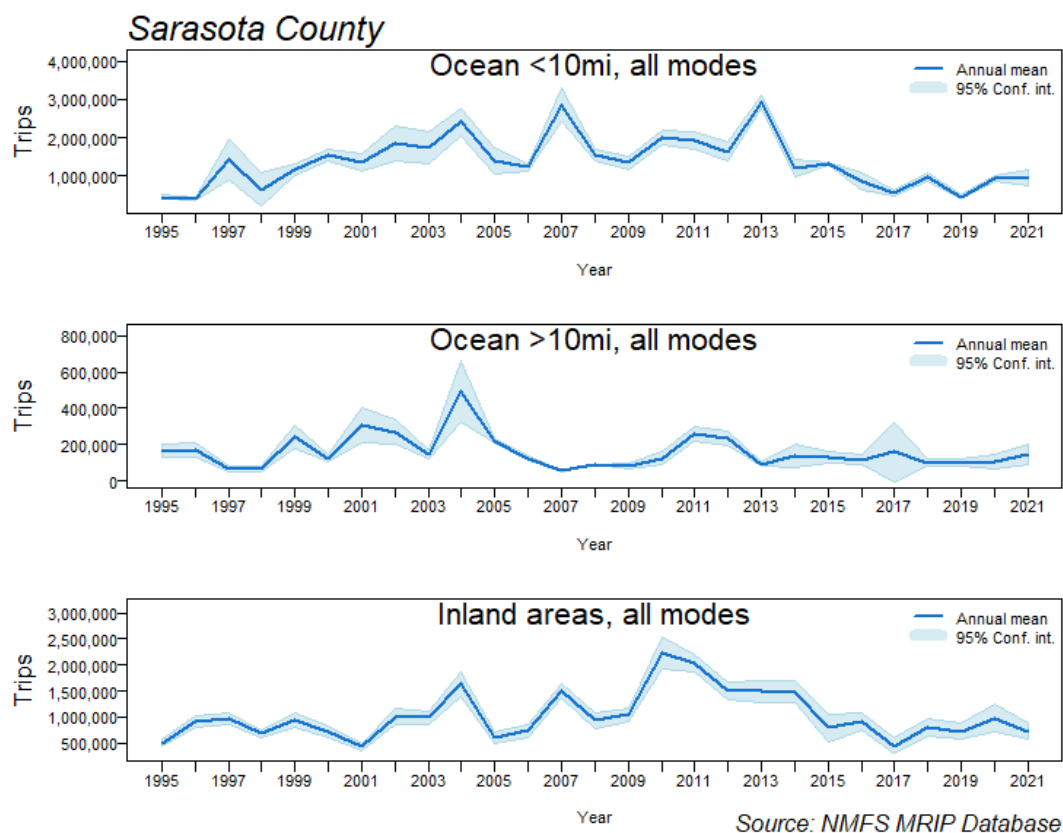 Sarasota County
Ocean <10mi, all modes
Annual mean
95% Conf. int.
Trips
4,000,000
3,000,000
2,000,000
1,000,000
1995 1997 1999 2001 2003 2005 2007 2009 2011 2013 2015 2017 2019 2021
Year
Ocean >10mi, all modes
Annual mean
95% Conf. int.
Trips
800,000
600,000
400,000
200,000
0
1995 1997 1999 2001 2003 2005 2007 2009 2011 2013 2015 2017 2019 2021
Year
Inland areas, all modes
Annual mean
95% Conf. int.
Trips
3,000,000
2,500,000
2,000,000
1,500,000
1,000,000
500,000
1995 1997 1999 2001 2003 2005 2007 2009 2011 2013 2015 2017 2019 2021
Year
Source: NMFS MRIP Database